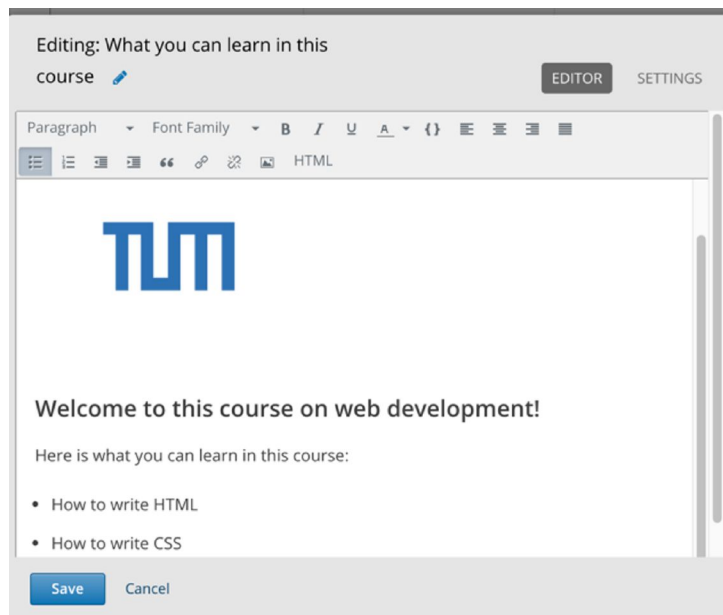 Editing: What you can learn in this
course
EDITOR SETTINGS
Paragraph Font Family B I U A {}
HTML
TUM
Welcome to this course on web development!
Here is what you can learn in this course:
• How to write HTML
• How to write CSS
Save Cancel